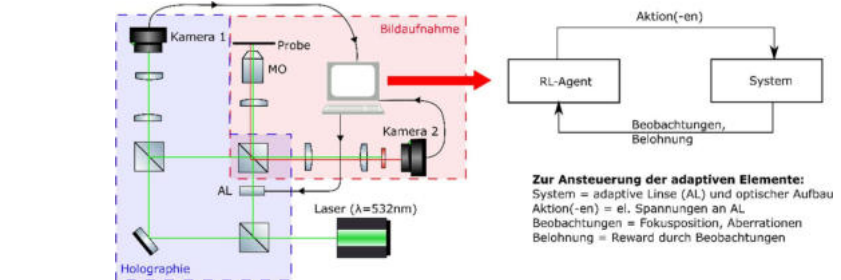 Kamera 1
Bildaufnahme
Probe
MO
Kamera 2
AL
Laser (λ=532nm)
Holographie
Aktion(-en)
RL-Agent
System
Beobachtungen,
Belohnung
Zur Ansteuerung der adaptiven Elemente:
System = adaptive Linse (AL) und optischer Aufbau
Aktion(-en) = el. Spannungen an AL
Beobachtungen = Fokusposition, Aberrationen
Belohnung = Reward durch Beobachtungen